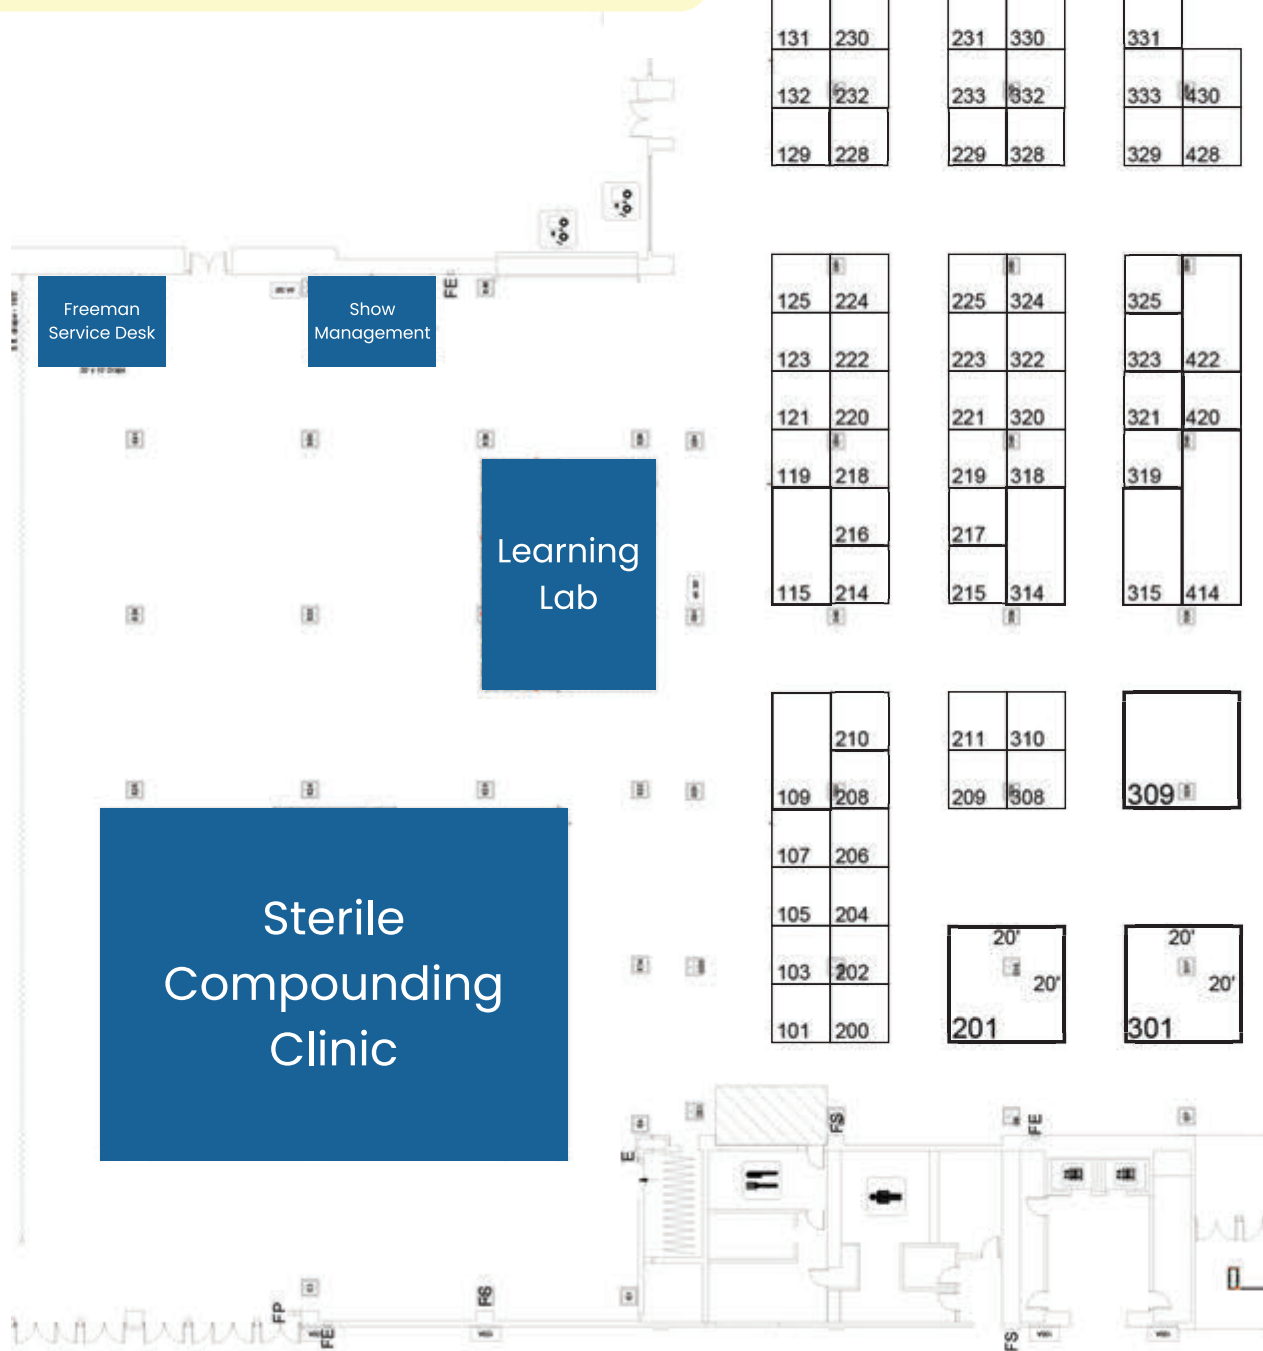 131 230 231 330 331
132 232 233 332 333 430
129 228 229 328 329 428
Freeman
Service Desk
Show
Management
FE
125 224 225 324 325
123 222 223 322 323 422
121 220 221 320 321 420
119 218 219 318 319
216 217
115 214 215 314 315 414
Learning
Lab
210 211 310
109 208 209 308 309
107 206
105 204
103 202
101 200
20' 20'
20' 20'
201 301
Sterile
Compounding
Clinic
FS FE
E
FP FS
FE FS